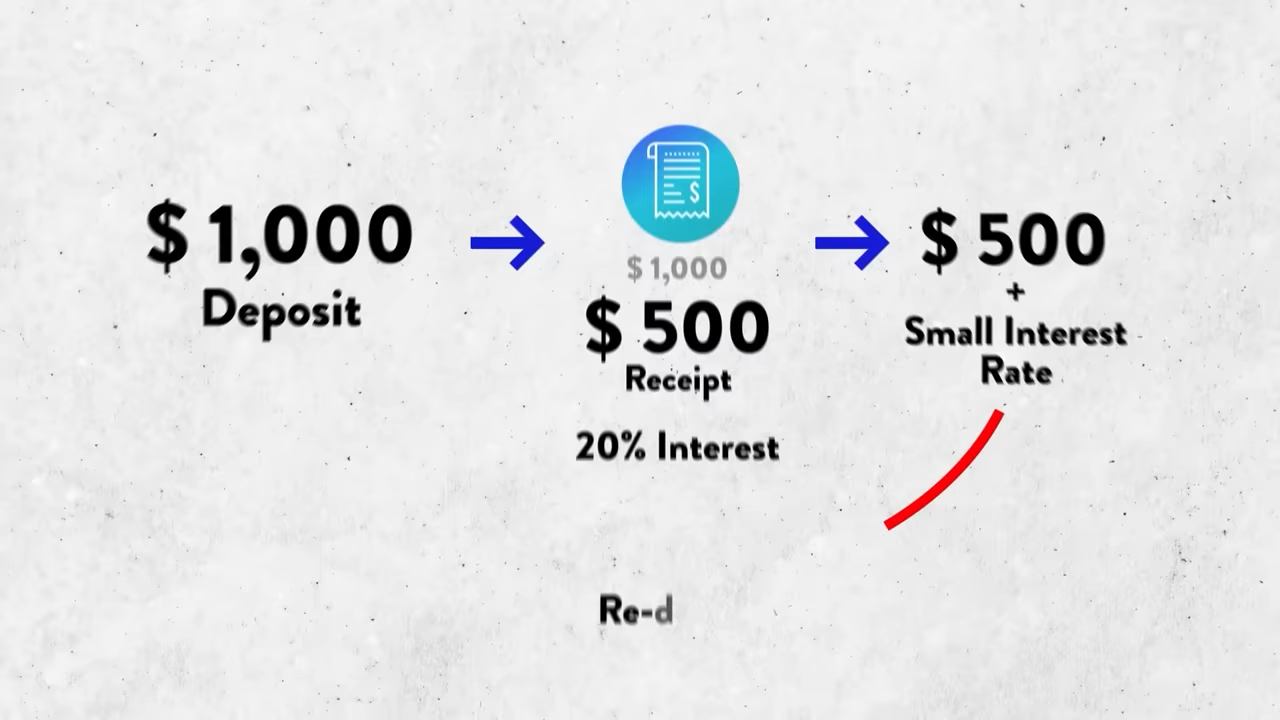 $ 1,000
Deposit
$ 1,000
$ 500
Receipt
20% Interest
$ 500
+
Small Interest
Rate
Re-d